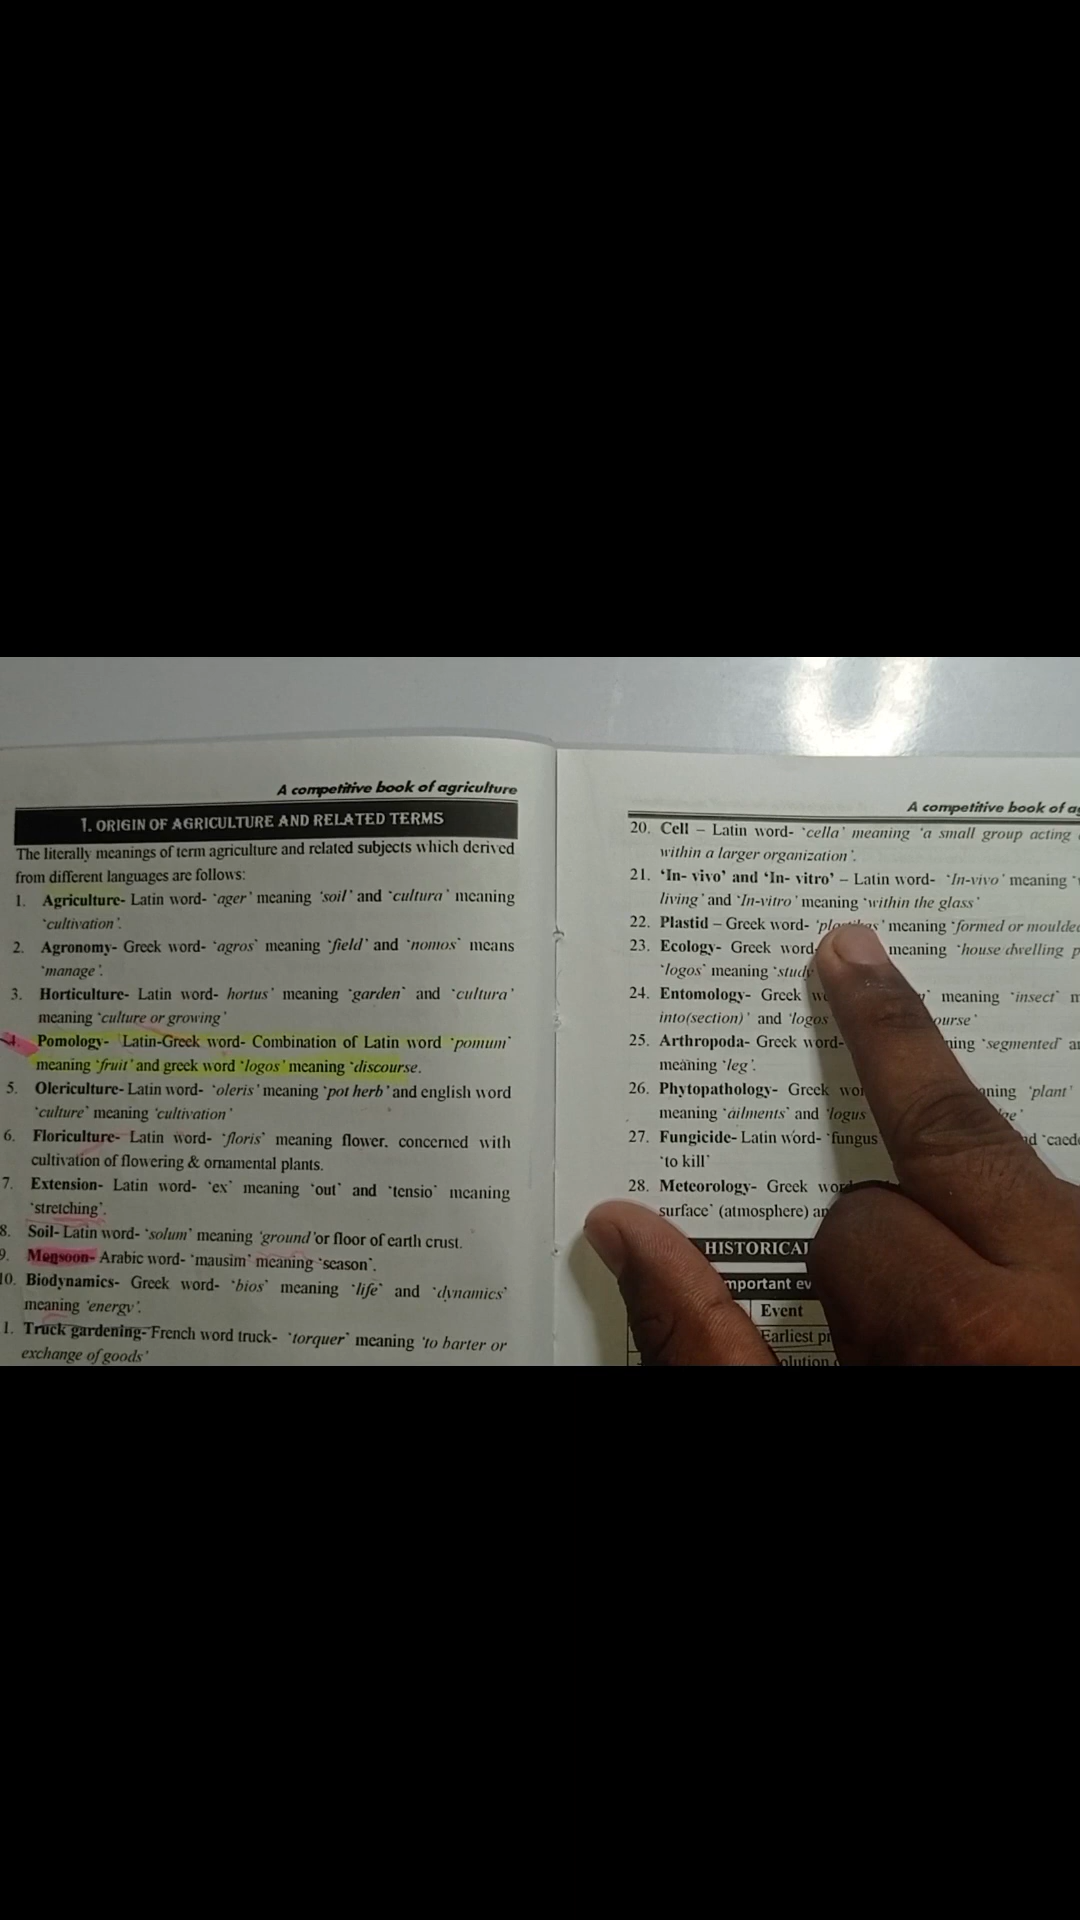 A competitive book of agriculture
1. ORIGIN OF AGRICULTURE AND RELATED TERMS
The literally meanings of term agriculture and related subjects which derived
from different languages are follows:
1. Agriculture- Latin word- 'ager' meaning 'soil' and 'cultura' meaning
'cultivation'.
2. Agronomy- Greek word- 'agros' meaning 'field' and 'nomos' means
'manage'.
3. Horticulture- Latin word- hortus' meaning 'garden' and 'cultura'
meaning 'culture or growing'
4. Pomology- 'Latin-Greek word- Combination of Latin word 'pomum'
meaning 'fruit' and greek word 'logos' meaning 'discourse.
5. Olericulture- Latin word- 'oleris' meaning 'pot herb' and english word
'culture' meaning 'cultivation'
6. Floriculture- Latin word- 'floris' meaning flower, concerned with
cultivation of flowering & ornamental plants.
7. Extension- Latin word- 'ex' meaning 'out' and 'tensio' meaning
'stretching'.
8. Soil- Latin word- 'solum' meaning 'ground' or floor of earth crust.
9. Monsoon- Arabic word- 'mausim' meaning 'season'.
10. Biodynamics- Greek word- 'bios' meaning 'life' and 'dynamics'
meaning 'energy'.
1. Truck gardening- French word truck- 'torquer' meaning 'to barter or
exchange of goods'
A competitive book of
20. Cell – Latin word- 'cella' meaning 'a small group acting
within a larger organization'.
21. 'In- vivo' and 'In- vitro' – Latin word- 'In-vivo' meaning
living' and 'In-vitro' meaning 'within the glass'
22. Plastid – Greek word- meaning 'formed or moulded
23. Ecology- Greek word- meaning 'house dwelling
'logos' meaning 'study
24. Entomology- Greek meaning 'insect'
into(section)' and 'logos
25. Arthropoda- Greek word- 'segmented'
meaning 'leg'.
26. Phytopathology- Greek 'plant'
meaning 'ailments' and 'logus
27. Fungicide- Latin word- 'fungus
'to kill'
28. Meteorology- Greek word
surface' (atmosphere)
HISTORICAL
Event
Earliest